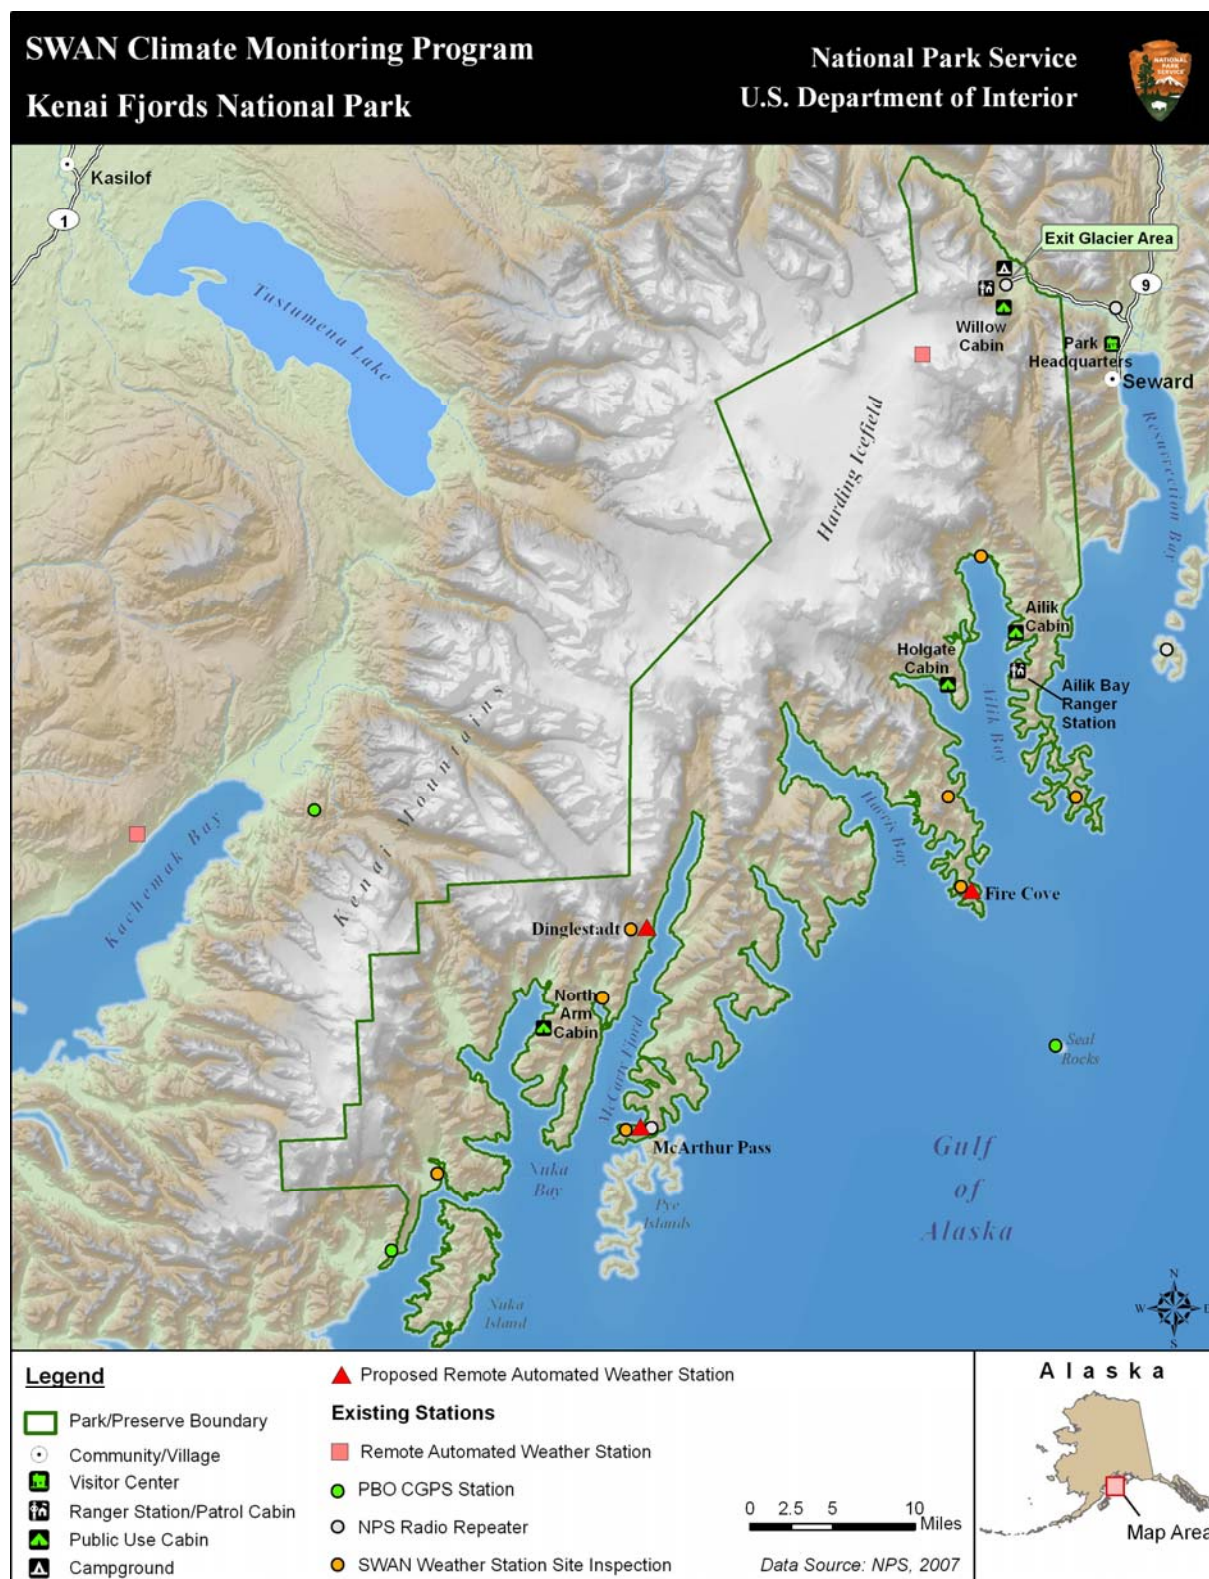 SWAN Climate Monitoring Program
Kenai Fjords National Park
National Park Service
U.S. Department of Interior
NATIONAL
PARK
SERVICE
Kasilof
1
Tustumena Lake
Exit Glacier Area
9
Willow
Cabin
Park
Headquarters
Seward
Resurrection Bay
Harding Icefield
Ailik
Cabin
Holgate
Cabin
Ailik Bay
Ranger
Station
Ailik Bay
Kenai Mountains
Harris Bay
Kachemak Bay
Fire Cove
Dinglestadt
North
Arm
Cabin
McCarty Fjord
Seal
Rocks
McArthur Pass
Nuka
Bay
Pye
Islands
Gulf
of
Alaska
Nuka
Island
N
W
E
S
Legend
Park/Preserve Boundary
Community/Village
Visitor Center
Ranger Station/Patrol Cabin
Public Use Cabin
Campground
Proposed Remote Automated Weather Station
Existing Stations
Remote Automated Weather Station
PBO CGPS Station
NPS Radio Repeater
SWAN Weather Station Site Inspection
0 2.5 5 10
Miles
Data Source: NPS, 2007
Alaska
Map Area